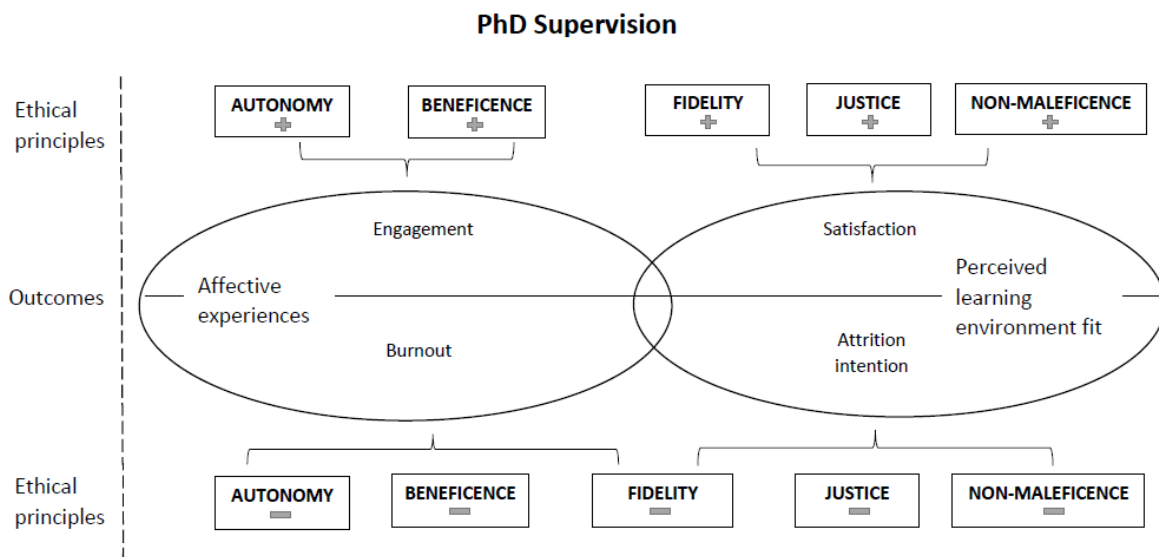 PhD Supervision
Ethical
principles
AUTONOMY
BENEFICENCE
FIDELITY
JUSTICE
NON-MALEFICENCE
Engagement
Satisfaction
Outcomes
Affective
experiences
Perceived
learning
environment fit
Burnout
Attrition
intention
Ethical
principles
AUTONOMY
BENEFICENCE
FIDELITY
JUSTICE
NON-MALEFICENCE